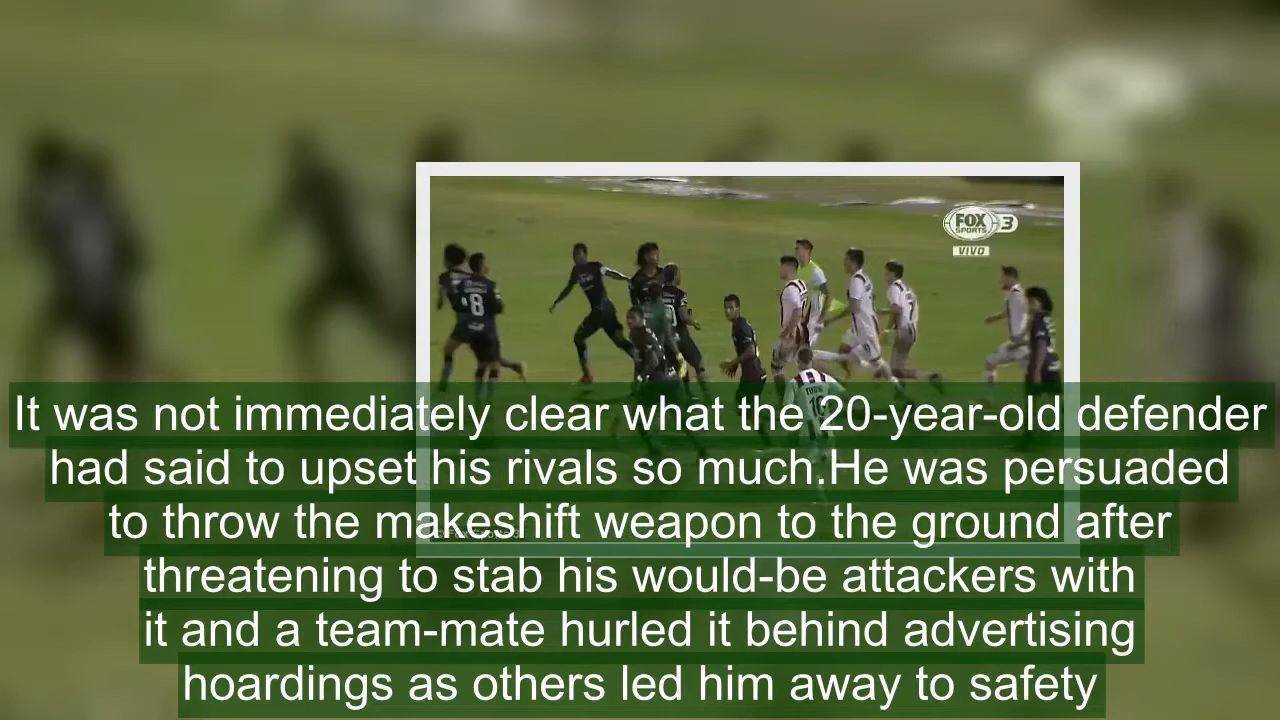 FOX
SPORTS 3
VIVO
8
It was not immediately clear what the 20-year-old defender
had said to upset his rivals so much.He was persuaded
to throw the makeshift weapon to the ground after
threatening to stab his would-be attackers with
it and a team-mate hurled it behind advertising
hoardings as others led him away to safety